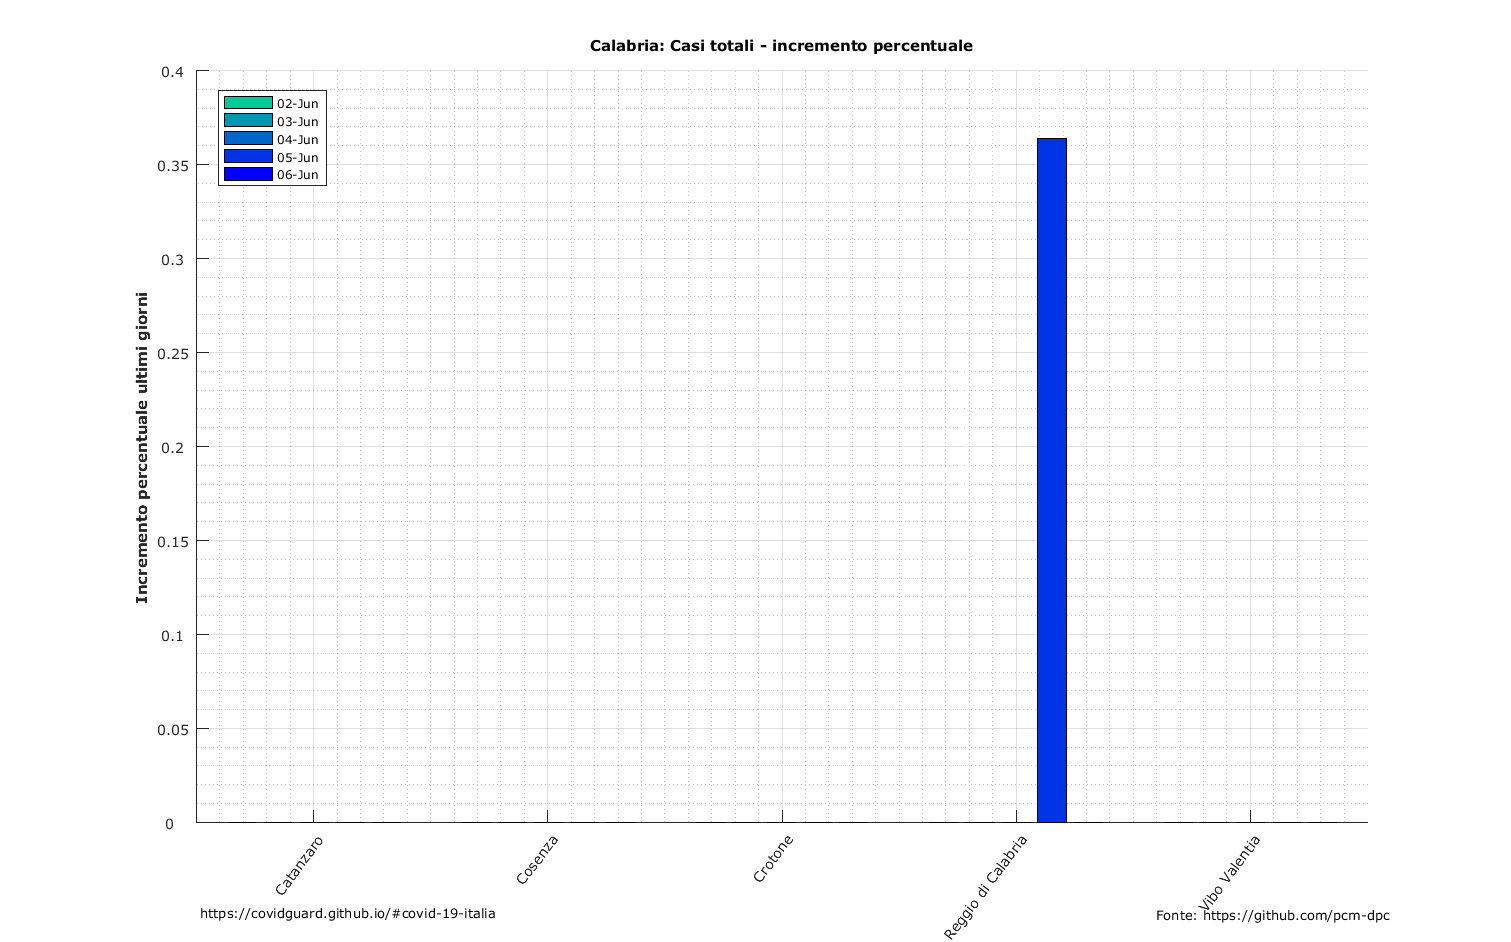 Calabria: Casi totali - incremento percentuale
0.4
0.35
0.3
0.25
0.2
0.15
0.1
0.05
0
Incremento percentuale ultimi giorni
02-Jun
03-Jun
04-Jun
05-Jun
06-Jun
Catanzaro
Cosenza
Crotone
Reggio di Calabria
Vibo Valentia
https://covidguard.github.io/#covid-19-italia
Fonte: https://github.com/pcm-dpc